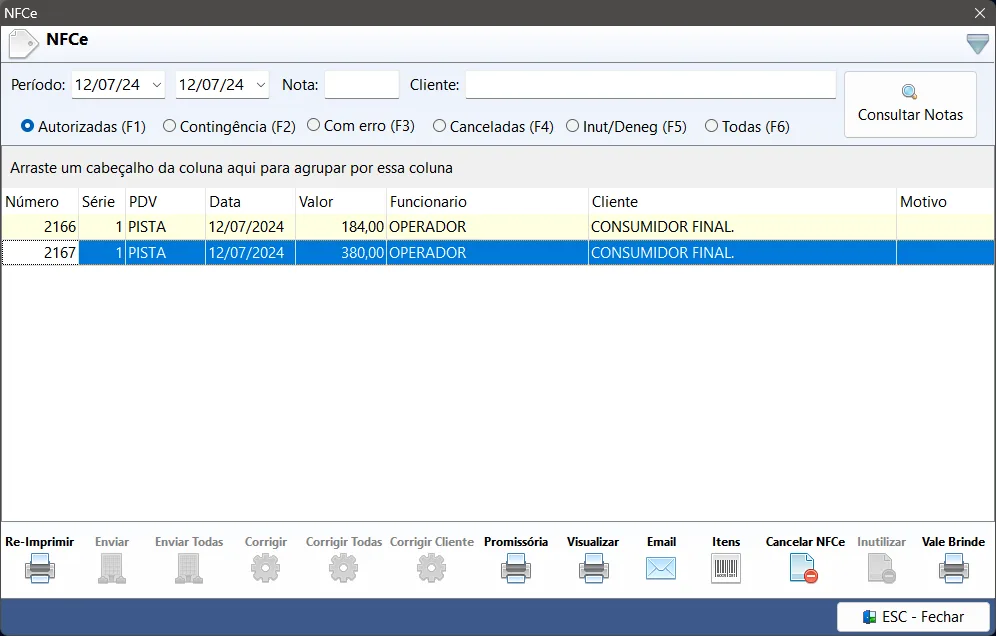 NFCe
NFCe
Período: 12/07/24 12/07/24 Nota: Cliente:
Consultar Notas
Autorizadas (F1) Contingência (F2) Com erro (F3) Canceladas (F4) Inut/Deneg (F5) Todas (F6)
Arraste um cabeçalho da coluna aqui para agrupar por essa coluna
Número Série PDV Data Valor Funcionario Cliente Motivo
2166 1 PISTA 12/07/2024 184,00 OPERADOR CONSUMIDOR FINAL.
2167 1 PISTA 12/07/2024 380,00 OPERADOR CONSUMIDOR FINAL.
Re-Imprimir Enviar Enviar Todas Corrigir Corrigir Todas Corrigir Cliente Promissória Visualizar Email Itens Cancelar NFCe Inutilizar Vale Brinde
ESC - Fechar